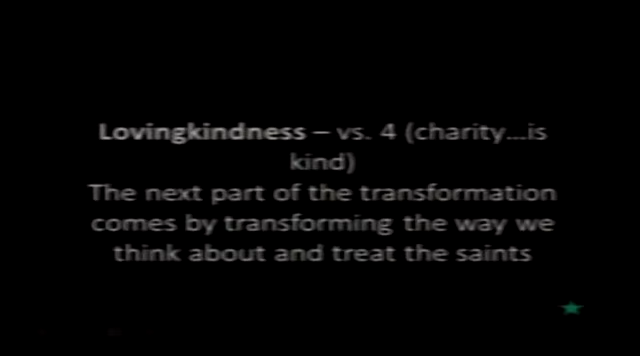 Lovingkindness – vs. 4 (charity...is
kind)
The next part of the transformation
comes by transforming the way we
think about and treat the saints